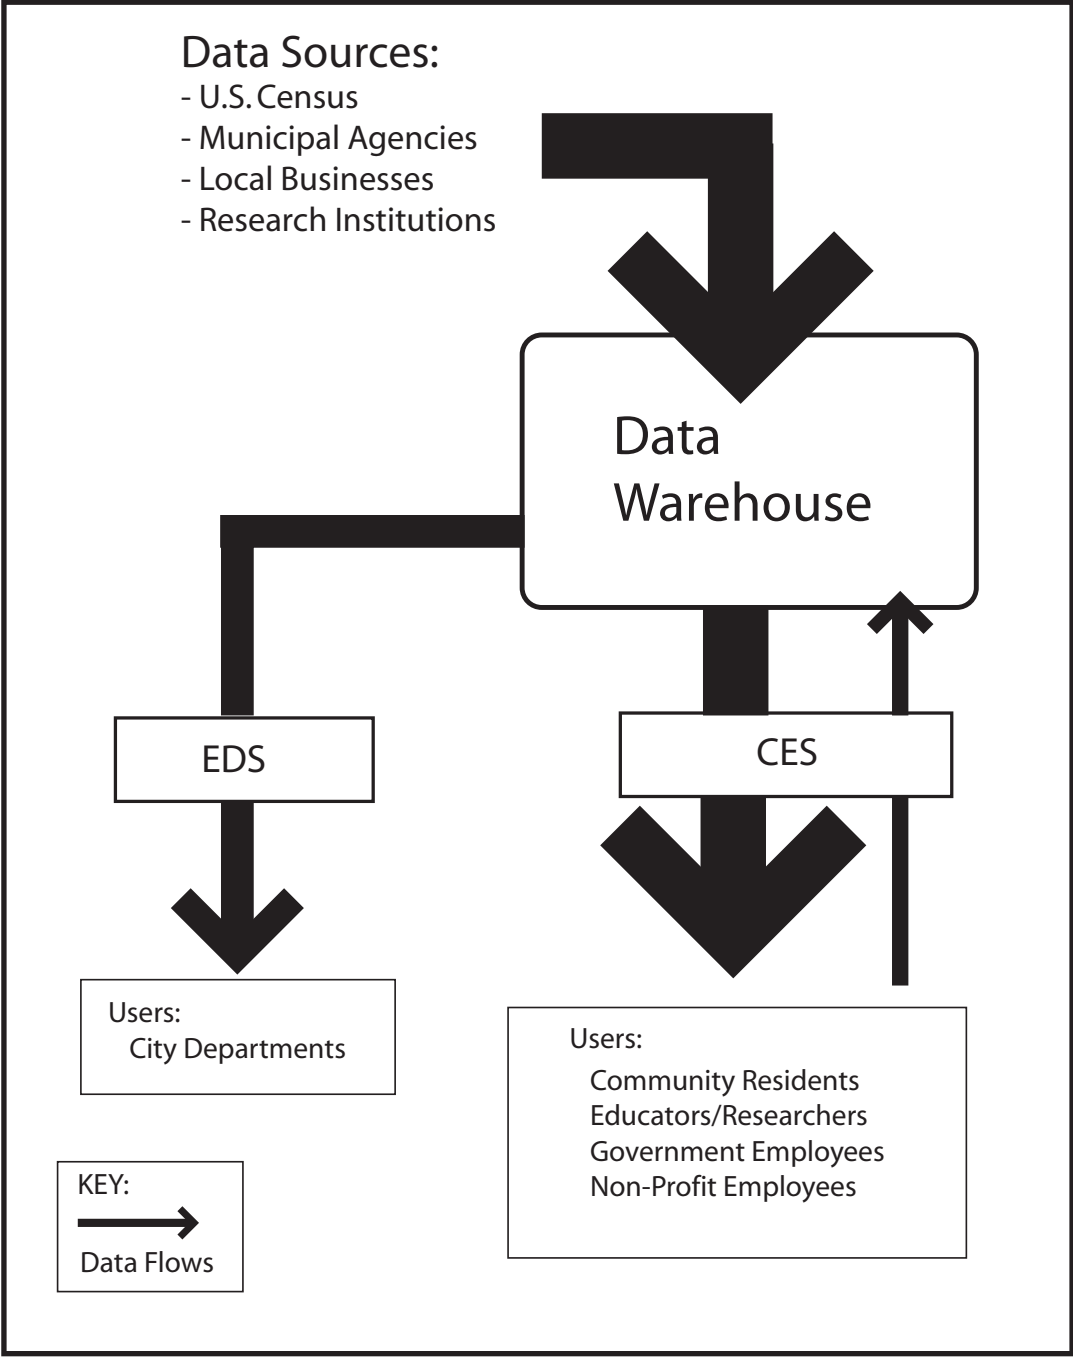 Data Sources:
- U.S. Census
- Municipal Agencies
- Local Businesses
- Research Institutions
Data
Warehouse
EDS
CES
Users:
City Departments
Users:
Community Residents
Educators/Researchers
Government Employees
Non-Profit Employees
KEY:
Data Flows